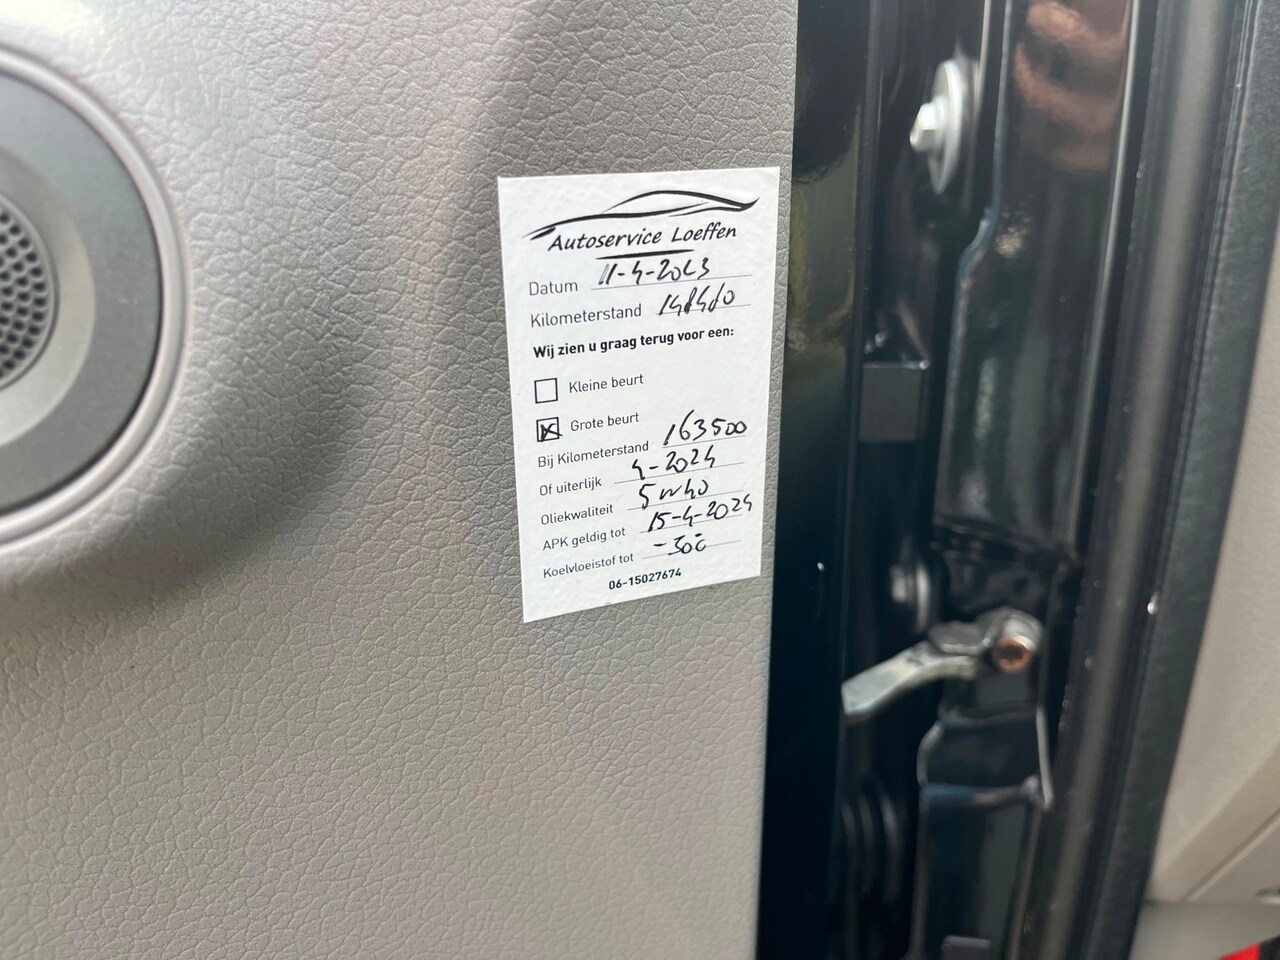 Autoservice Loeffen
Datum 11-4-2023
Kilometerstand 148480
Wij zien u graag terug voor een:
Kleine beurt
Grote beurt
Bij Kilometerstand 163500
Of uiterlijk 4-2024
Oliekwaliteit 5w40
APK geldig tot 15-4-2024
Koelvloeistof tot -30c
06-15027674